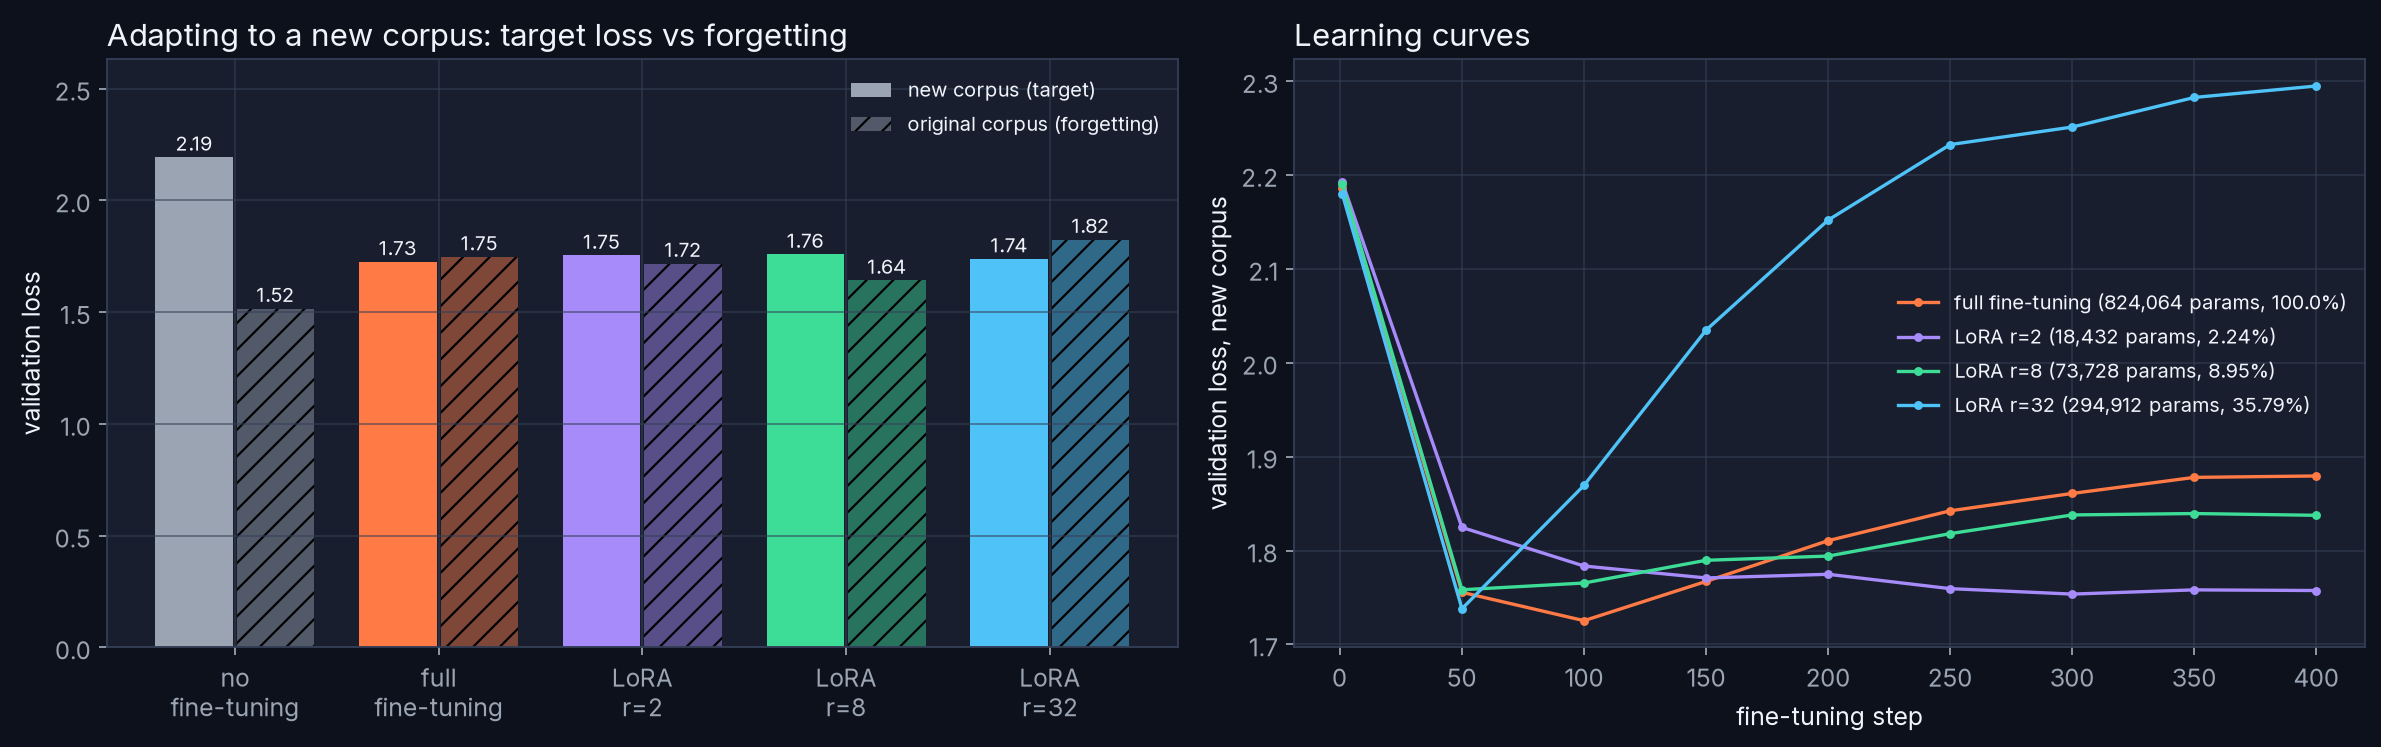 Adapting to a new corpus: target loss vs forgetting
validation loss
2.5
2.0
1.5
1.0
0.5
0.0
new corpus (target)
original corpus (forgetting)
2.19
1.52
1.73
1.75
1.75
1.72
1.76
1.64
1.74
1.82
no
fine-tuning
full
fine-tuning
LoRA
r=2
LoRA
r=8
LoRA
r=32
Learning curves
validation loss, new corpus
2.3
2.2
2.1
2.0
1.9
1.8
1.7
full fine-tuning (824,064 params, 100.0%)
LoRA r=2 (18,432 params, 2.24%)
LoRA r=8 (73,728 params, 8.95%)
LoRA r=32 (294,912 params, 35.79%)
0
50
100
150
200
250
300
350
400
fine-tuning step